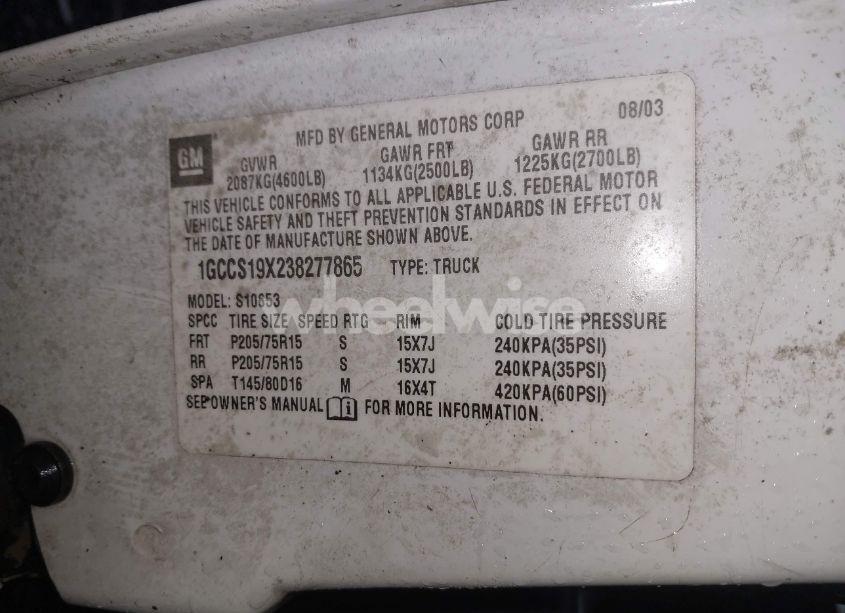 MFD BY GENERAL MOTORS CORP 08/03
GM
GVWR GAWR FRT GAWR RR
2087KG(4600LB) 1134KG(2500LB) 1225KG(2700LB)
THIS VEHICLE CONFORMS TO ALL APPLICABLE U.S. FEDERAL MOTOR
VEHICLE SAFETY AND THEFT PREVENTION STANDARDS IN EFFECT ON
THE DATE OF MANUFACTURE SHOWN ABOVE.
1GCCS19X238277865 TYPE: TRUCK
MODEL: S10653
wheelwise
SPCC TIRE SIZE SPEED RTG RIM COLD TIRE PRESSURE
FRT P205/75R15 S 15X7J 240KPA(35PSI)
RR P205/75R15 S 15X7J 240KPA(35PSI)
SPA T145/80D16 M 16X4T 420KPA(60PSI)
SEE OWNER'S MANUAL FOR MORE INFORMATION.